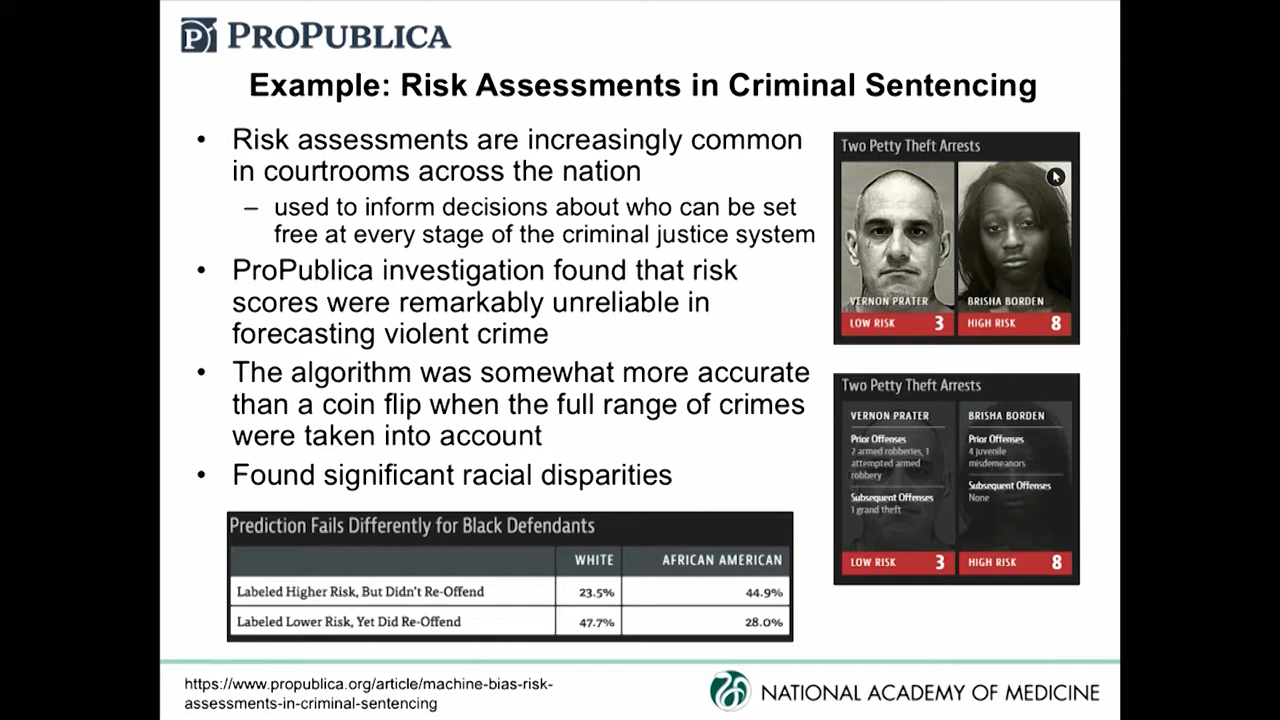 PROPUBLICA
Example: Risk Assessments in Criminal Sentencing
• Risk assessments are increasingly common
in courtrooms across the nation
– used to inform decisions about who can be set
free at every stage of the criminal justice system
• ProPublica investigation found that risk
scores were remarkably unreliable in
forecasting violent crime
• The algorithm was somewhat more accurate
than a coin flip when the full range of crimes
were taken into account
• Found significant racial disparities
Two Petty Theft Arrests
VERNON PRATER BRISHA BORDEN
LOW RISK 3 HIGH RISK 8
Two Petty Theft Arrests
VERNON PRATER
Prior Offenses
2 armed robberies, 1
attempted armed
robbery
Subsequent Offenses
1 grand theft
LOW RISK 3
BRISHA BORDEN
Prior Offenses
4 juvenile
misdemeanors
Subsequent Offenses
None
HIGH RISK 8
Prediction Fails Differently for Black Defendants
WHITE AFRICAN AMERICAN
Labeled Higher Risk, But Didn't Re-Offend 23.5% 44.9%
Labeled Lower Risk, Yet Did Re-Offend 47.7% 28.0%
https://www.propublica.org/article/machine-bias-risk-
assessments-in-criminal-sentencing
NATIONAL ACADEMY OF MEDICINE